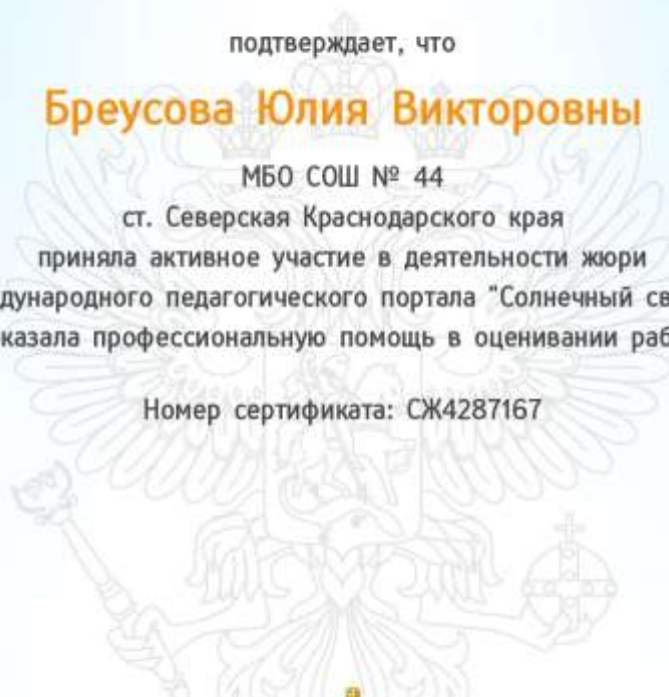 подтверждает, что
Бреусова Юлия Викторовны
МБО СОШ № 44
ст. Северская Краснодарского края
приняла активное участие в деятельности жюри
дународного педагогического портала "Солнечный св
казала профессиональную помощь в оценивании раб
Номер сертификата: СЖ4287167